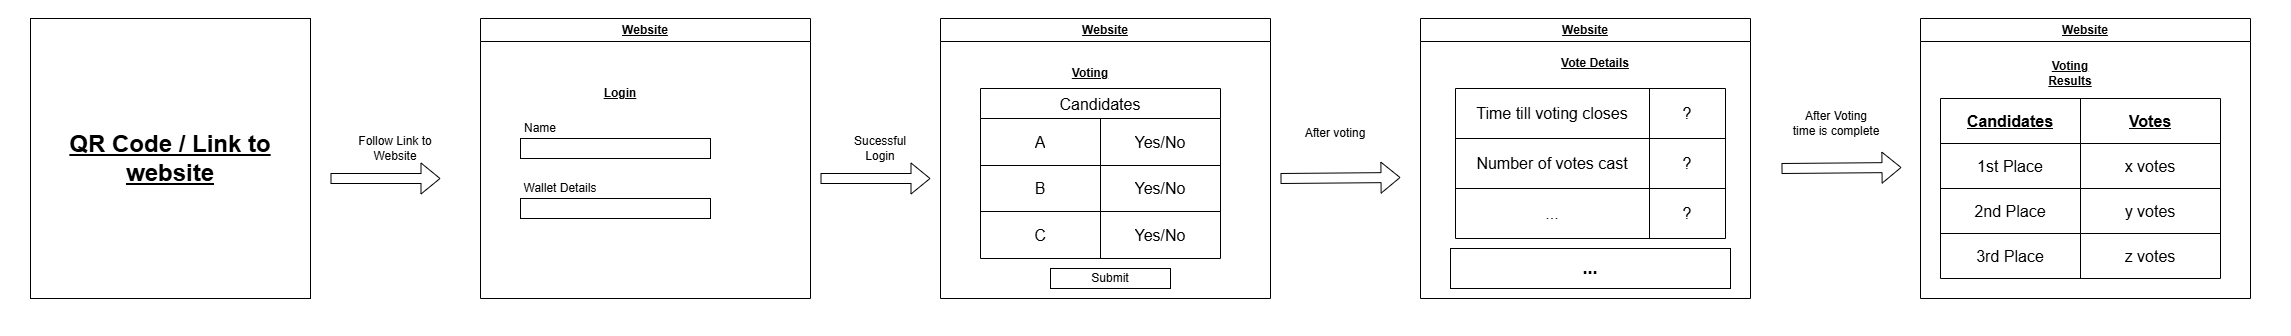 QR Code / Link to
website
Follow Link to
Website
Website
Login
Name
Wallet Details
Sucessful
Login
Website
Voting
Candidates
A Yes/No
B Yes/No
C Yes/No
Submit
After voting
Website
Vote Details
Time till voting closes ?
Number of votes cast ?
... ?
...
After Voting
time is complete
Website
Voting
Results
Candidates Votes
1st Place x votes
2nd Place y votes
3rd Place z votes